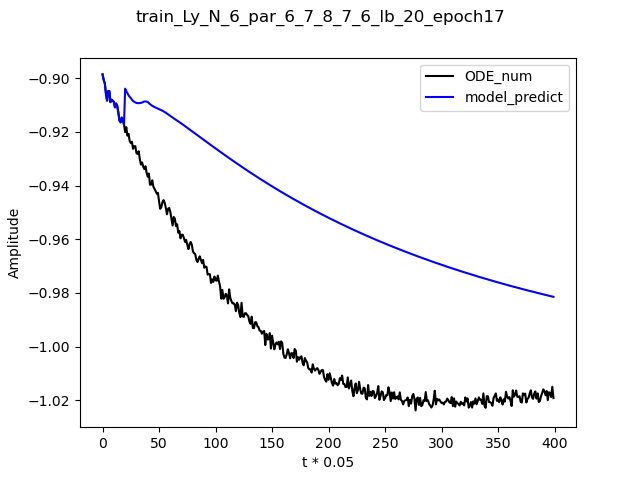 train_Ly_N_6_par_6_7_8_7_6_lb_20_epoch17
ODE_num
model_predict
−0.90
−0.92
−0.94
−0.96
−0.98
−1.00
−1.02
Amplitude
0 50 100 150 200 250 300 350 400
t * 0.05